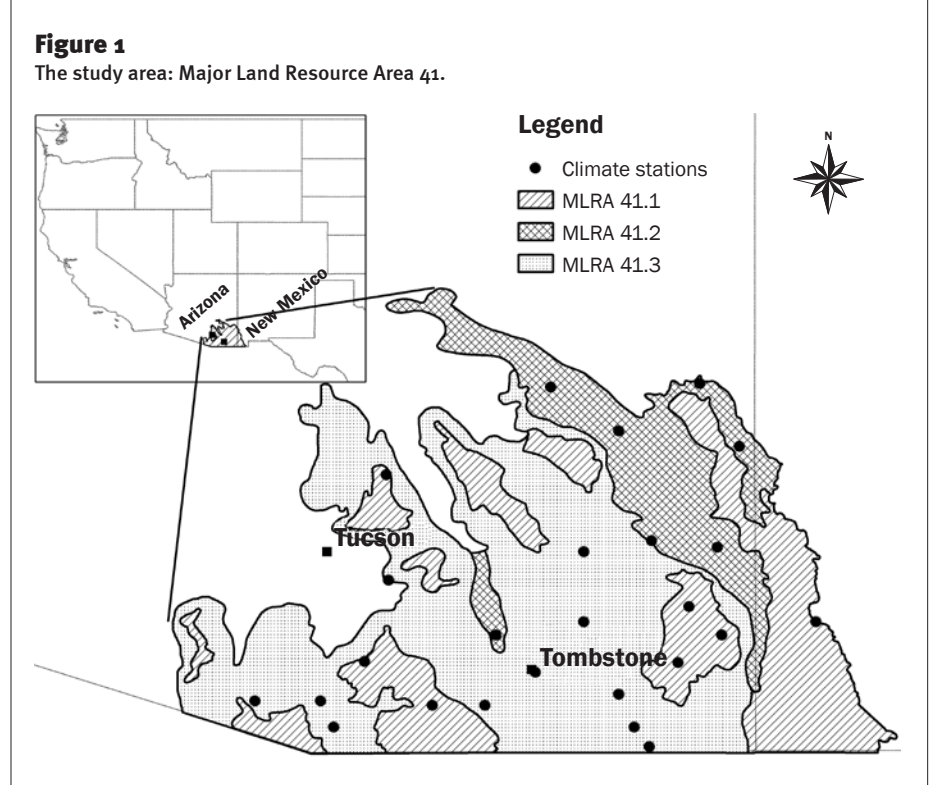 Figure 1
The study area: Major Land Resource Area 41.
Legend
N
Climate stations
MLRA 41.1
MLRA 41.2
MLRA 41.3
Arizona
New Mexico
Tucson
Tombstone